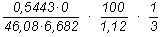 0,5443·0 / 46,08·6,682 · 100 / 1,12 · 1 / 3